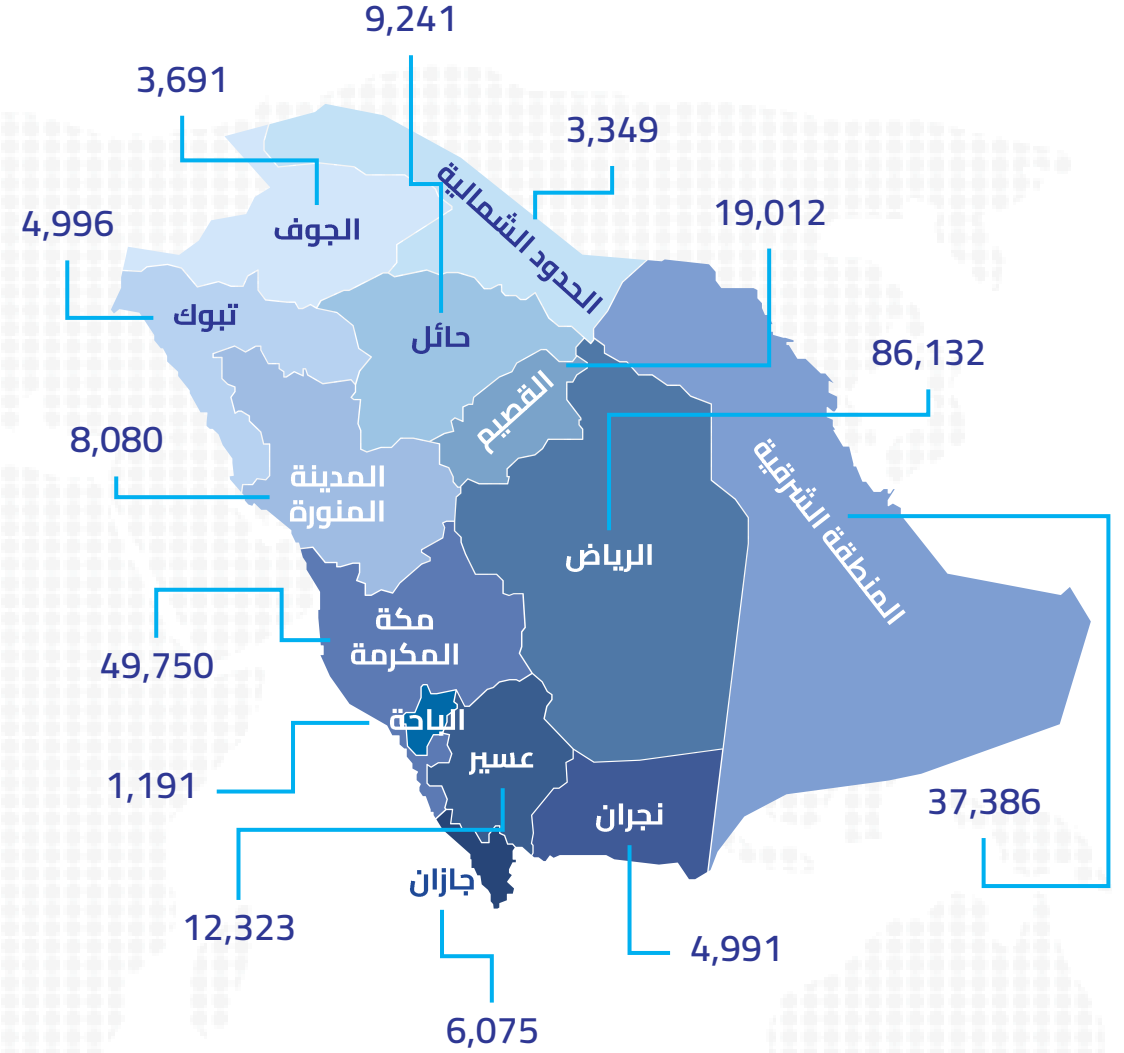 9,241
3,691
3,349
الحدود الشمالية
19,012
4,996
الجوف
تبوك
حائل
86,132
القصيم
8,080
المدينة
المنورة
المنطقة الشرقية
الرياض
مكة
المكرمة
49,750
الباحة
عسير
1,191
37,386
نجران
جازان
12,323
4,991
6,075